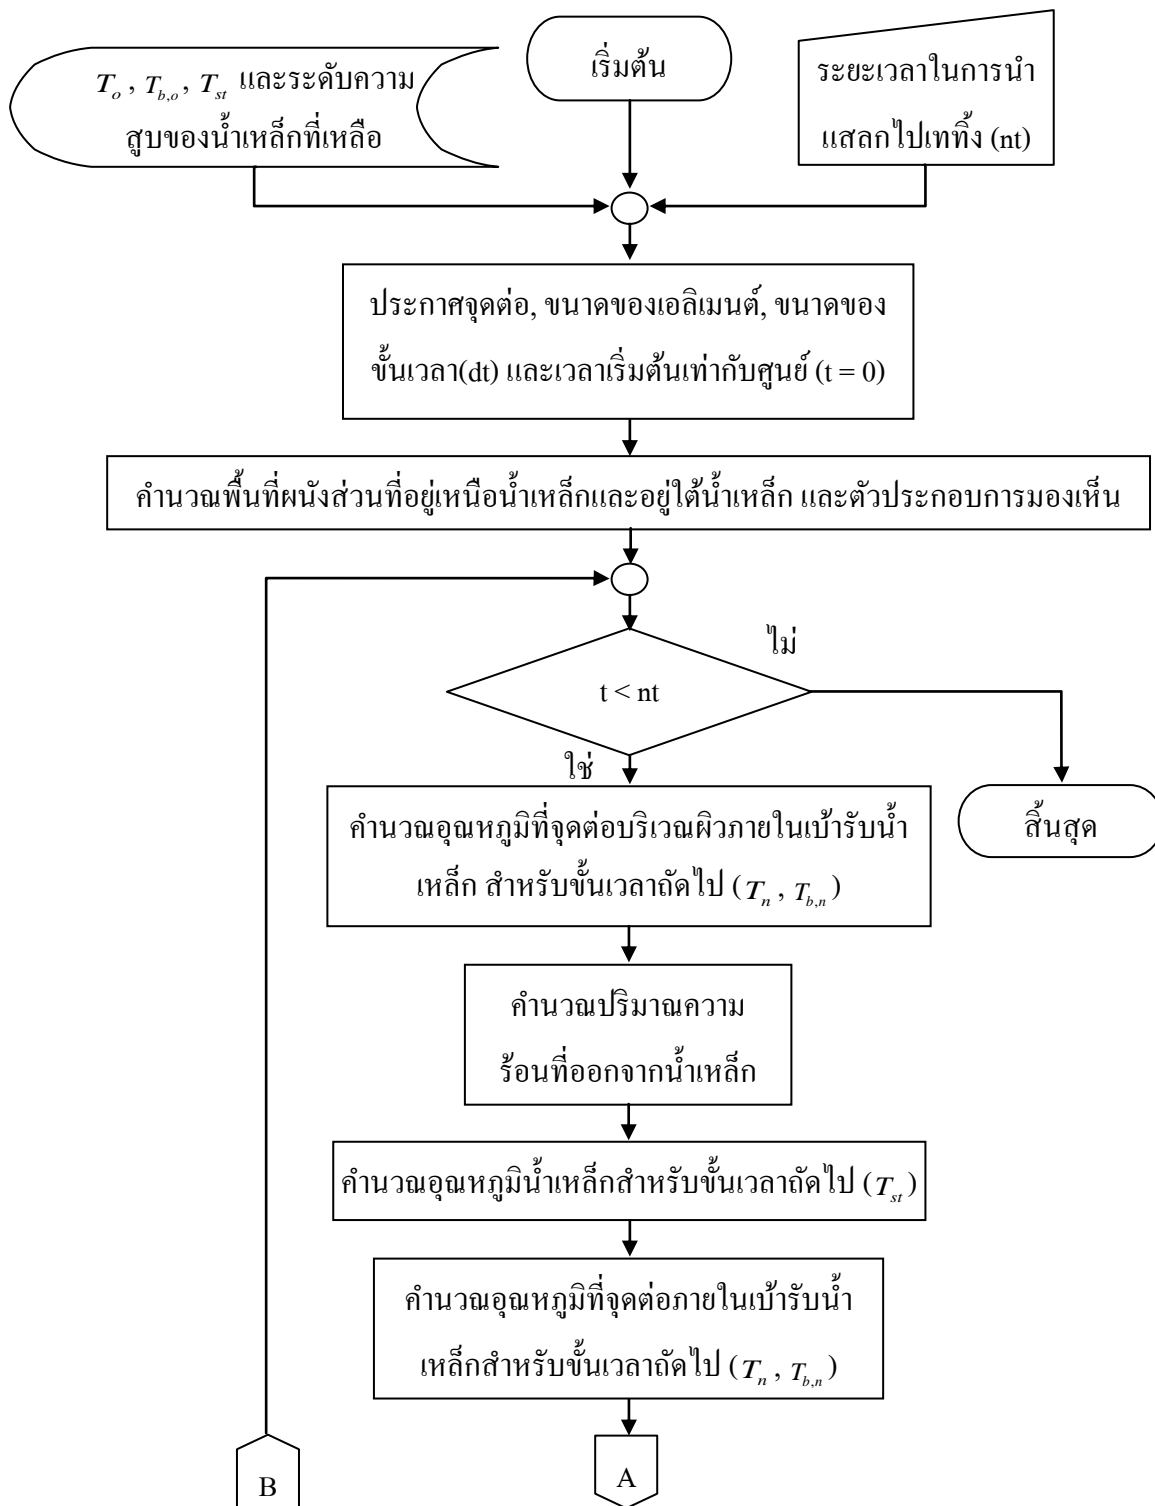 เริ่มต้น
T_o , T_{b,o} , T_{st} และระดับความ
สูบของน้ำเหล็กที่เหลือ
ระยะเวลาในการนำ
แสลกไปเททิ้ง (nt)
ประกาศจุดต่อ, ขนาดของเอลิเมนต์, ขนาดของ
ขั้นเวลา(dt) และเวลาเริ่มต้นเท่ากับศูนย์ (t = 0)
คำนวณพื้นที่ผนังส่วนที่อยู่เหนือน้ำเหล็กและอยู่ใต้น้ำเหล็ก และตัวประกอบการมองเห็น
ไม่
t < nt
ใช่
สิ้นสุด
คำนวณอุณหภูมิที่จุดต่อบริเวณผิวภายในเบ้ารับน้ำ
เหล็ก สำหรับขั้นเวลาถัดไป (T_n , T_{b,n})
คำนวณปริมาณความ
ร้อนที่ออกจากน้ำเหล็ก
คำนวณอุณหภูมิน้ำเหล็กสำหรับขั้นเวลาถัดไป (T_{st})
คำนวณอุณหภูมิที่จุดต่อภายในเบ้ารับน้ำ
เหล็กสำหรับขั้นเวลาถัดไป (T_n , T_{b,n})
B
A